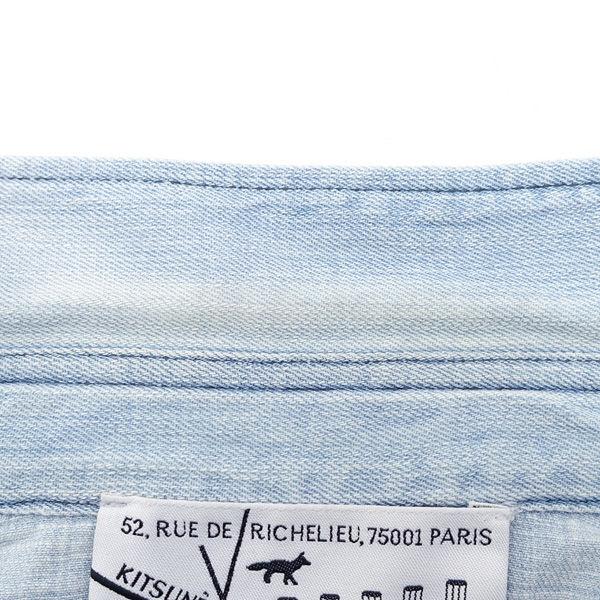 52, RUE DE RICHELIEU, 75001 PARIS
KITSUNÉ